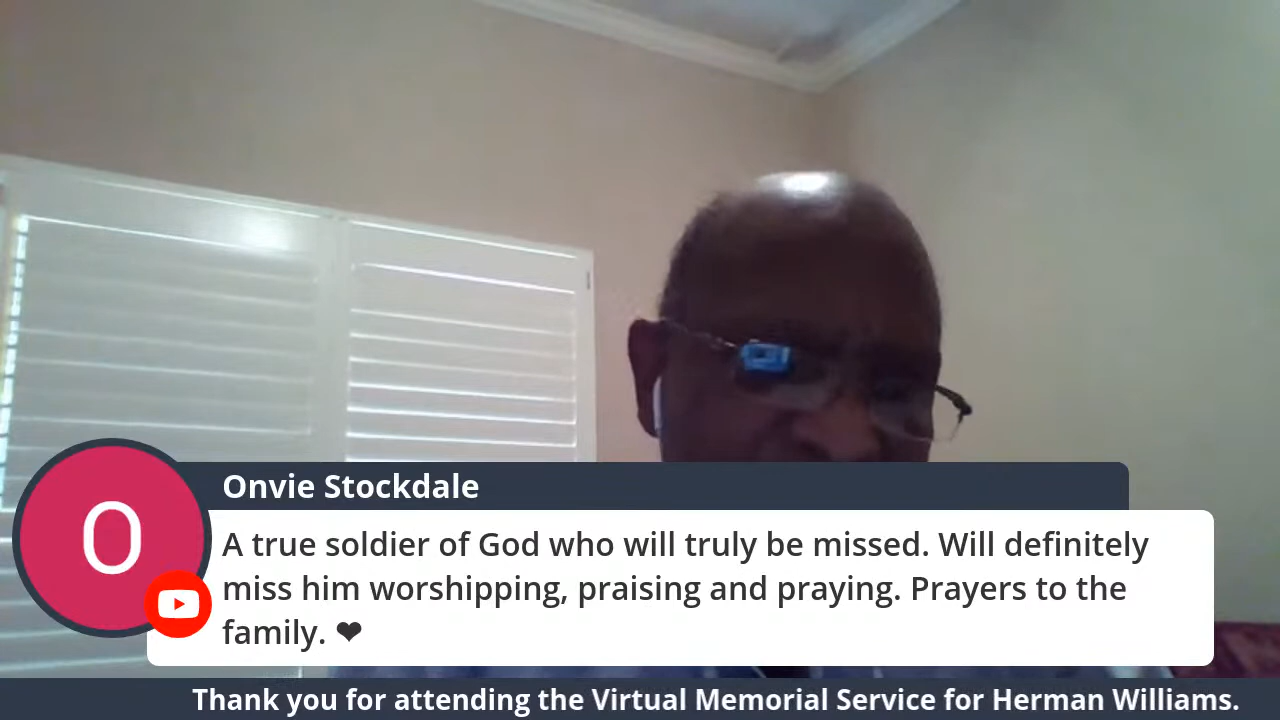 O
Onvie Stockdale
A true soldier of God who will truly be missed. Will definitely
miss him worshipping, praising and praying. Prayers to the
family. ❤
Thank you for attending the Virtual Memorial Service for Herman Williams.